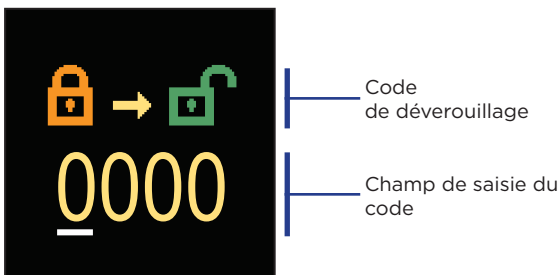 Code
de déverouillage
0000
Champ de saisie du
code